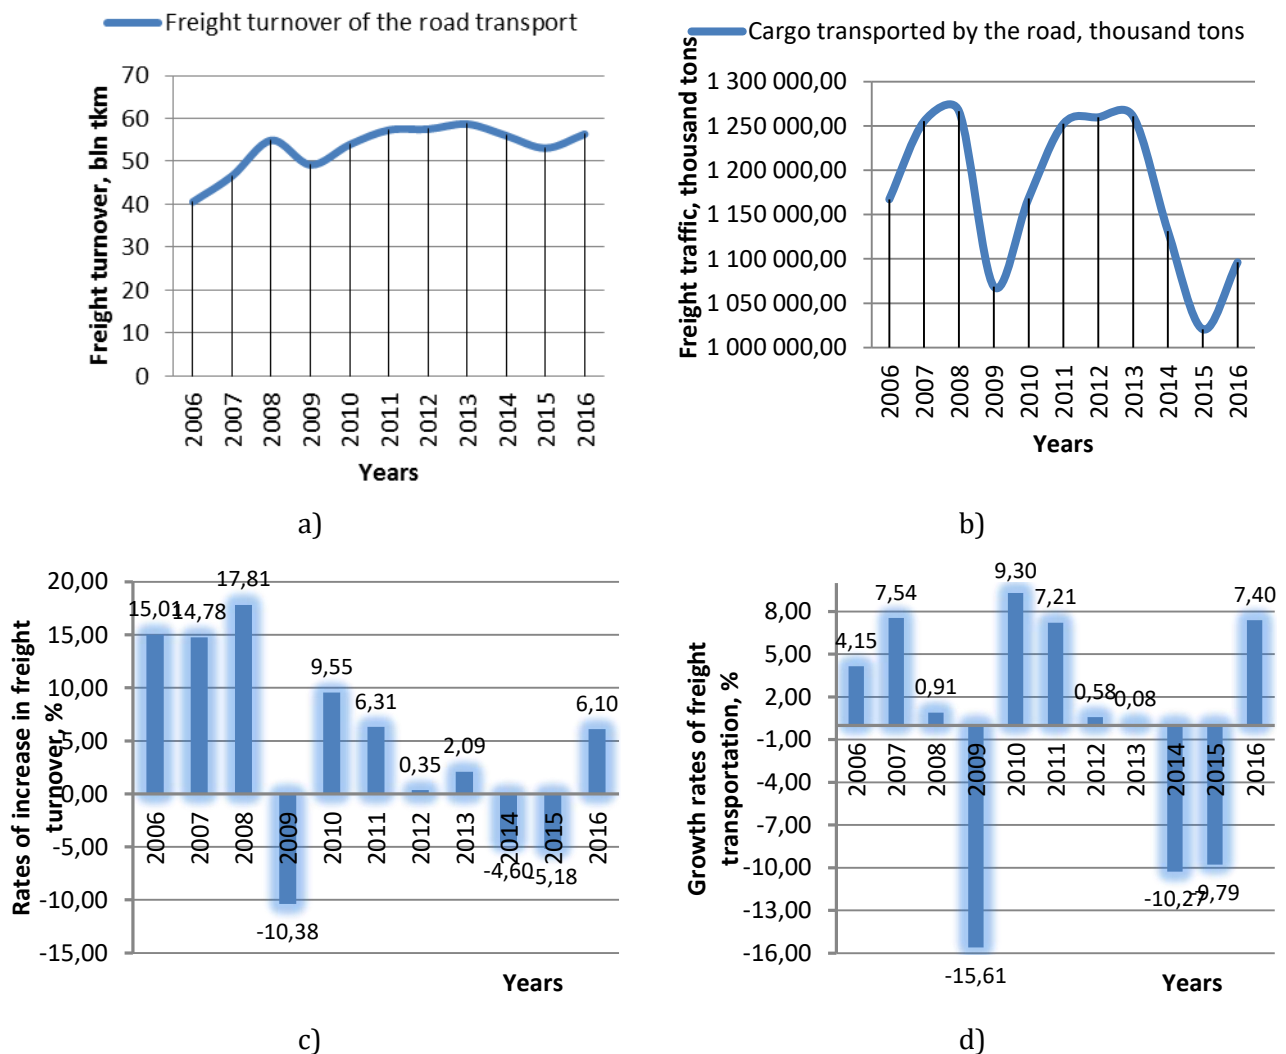 Freight turnover of the road transport
Freight turnover, bln tkm
70
60
50
40
30
20
10
0
2006 2007 2008 2009 2010 2011 2012 2013 2014 2015 2016
Years
a)
Cargo transported by the road, thousand tons
Freight traffic, thousand tons
1 300 000,00
1 250 000,00
1 200 000,00
1 150 000,00
1 100 000,00
1 050 000,00
1 000 000,00
2006 2007 2008 2009 2010 2011 2012 2013 2014 2015 2016
Years
b)
Rates of increase in freight
turnover, %
20,00
15,00
10,00
5,00
0,00
-5,00
-10,00
-15,00
15,01 14,78 17,81 -10,38 9,55 6,31 0,35 2,09 -4,60 -5,18 6,10
2006 2007 2008 2009 2010 2011 2012 2013 2014 2015 2016
Years
c)
Growth rates of freight
transportation, %
8,00
5,00
2,00
-1,00
-4,00
-7,00
-10,00
-13,00
-16,00
4,15 7,54 0,91 -15,61 9,30 7,21 0,58 0,08 -10,27 -9,79 7,40
2006 2007 2008 2009 2010 2011 2012 2013 2014 2015 2016
Years
d)